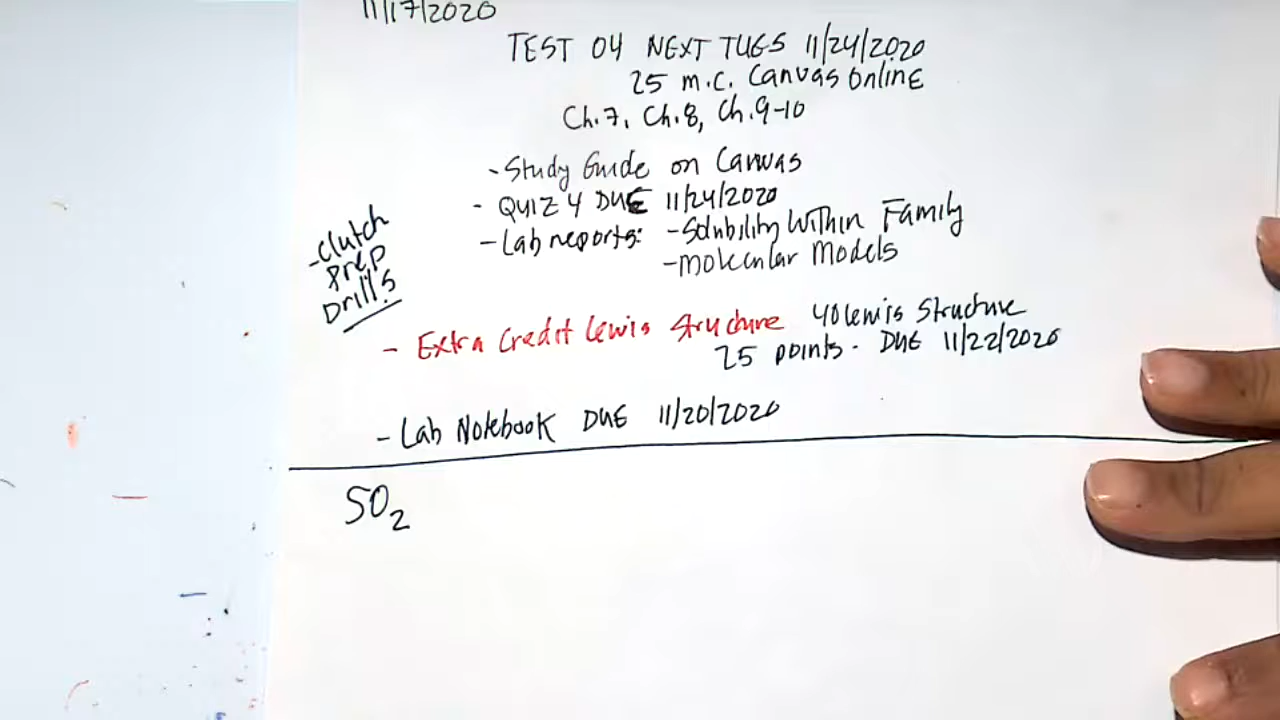 11/17/2020
TEST 04 NEXT TUES 11/24/2020
25 m.c. Canvas Online
Ch.7, Ch.8, Ch.9-10
- Study Guide on Canvas
- QUIZ 4 DUE 11/24/2020
- Lab reports: - Solubility Within Family
- Molecular Models
- Clutch
Prep
Drills
- Extra Credit Lewis Structure 40 Lewis Structure
25 points - DUE 11/22/2020
- Lab Notebook DUE 11/20/2020
SO2